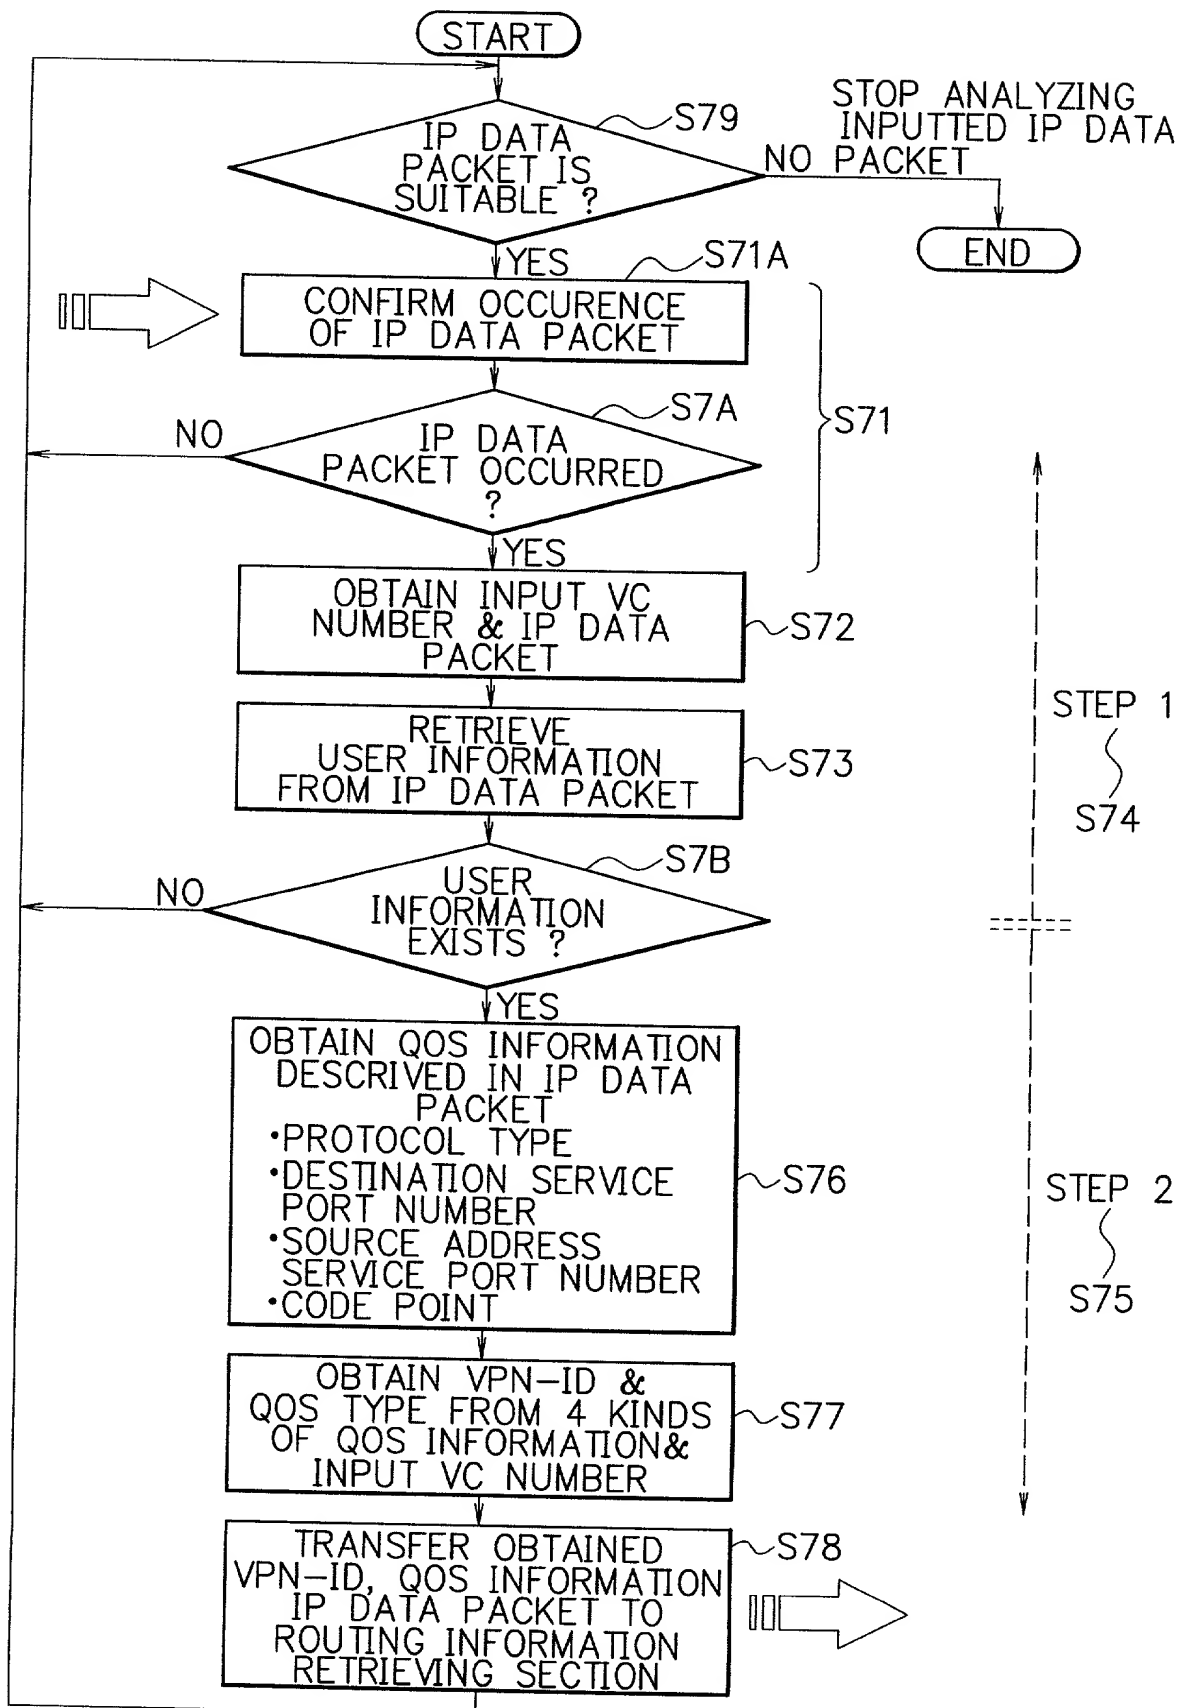 START
IP DATA
PACKET IS
SUITABLE ?
S79
STOP ANALYZING
INPUTTED IP DATA
NO PACKET
END
YES
S71A
CONFIRM OCCURENCE
OF IP DATA PACKET
S7A
S71
NO
IP DATA
PACKET OCCURRED
?
YES
OBTAIN INPUT VC
NUMBER & IP DATA
PACKET
S72
RETRIEVE
USER INFORMATION
FROM IP DATA PACKET
S73
STEP 1
S74
S7B
NO
USER
INFORMATION
EXISTS ?
YES
OBTAIN QOS INFORMATION
DESCRIVED IN IP DATA
PACKET
・PROTOCOL TYPE
・DESTINATION SERVICE
PORT NUMBER
・SOURCE ADDRESS
SERVICE PORT NUMBER
・CODE POINT
S76
STEP 2
S75
OBTAIN VPN-ID &
QOS TYPE FROM 4 KINDS
OF QOS INFORMATION&
INPUT VC NUMBER
S77
TRANSFER OBTAINED
VPN-ID, QOS INFORMATION
IP DATA PACKET TO
ROUTING INFORMATION
RETRIEVING SECTION
S78